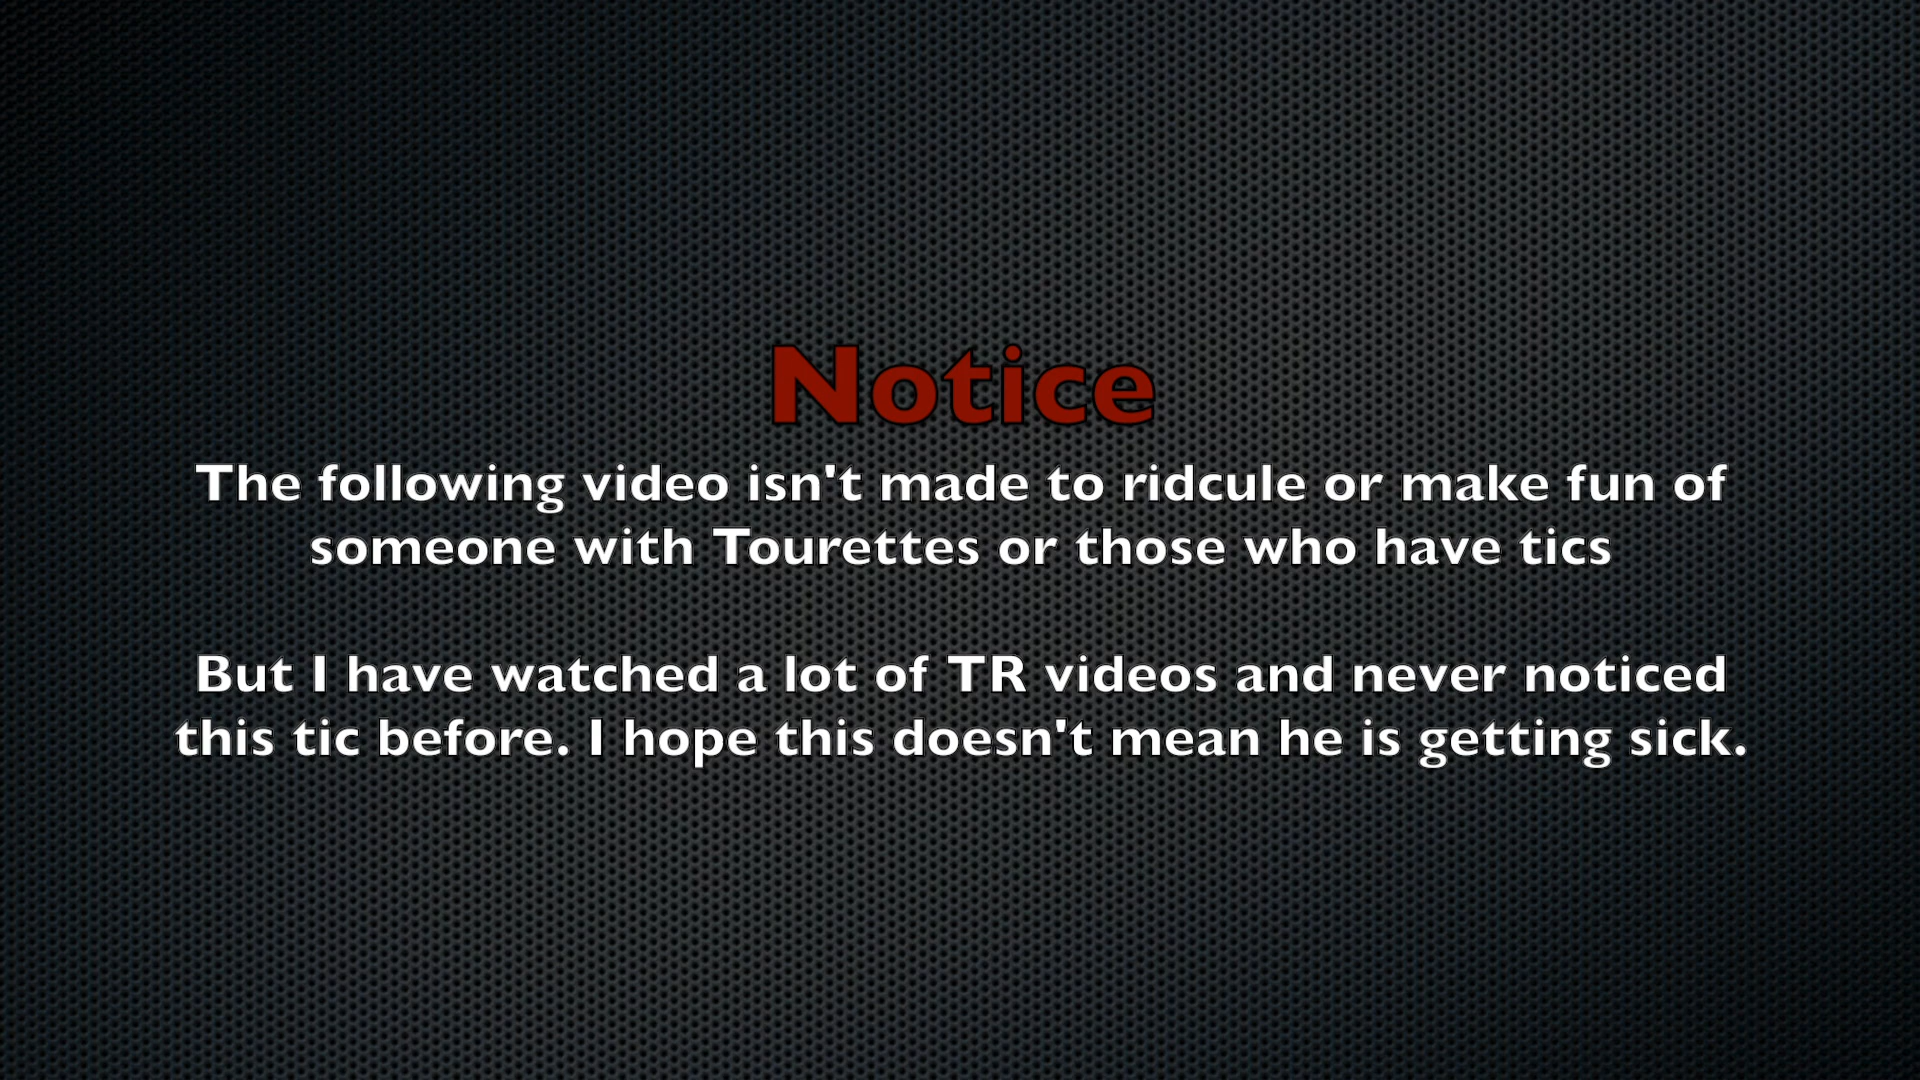 Notice
The following video isn't made to ridcule or make fun of
someone with Tourettes or those who have tics
But I have watched a lot of TR videos and never noticed
this tic before. I hope this doesn't mean he is getting sick.